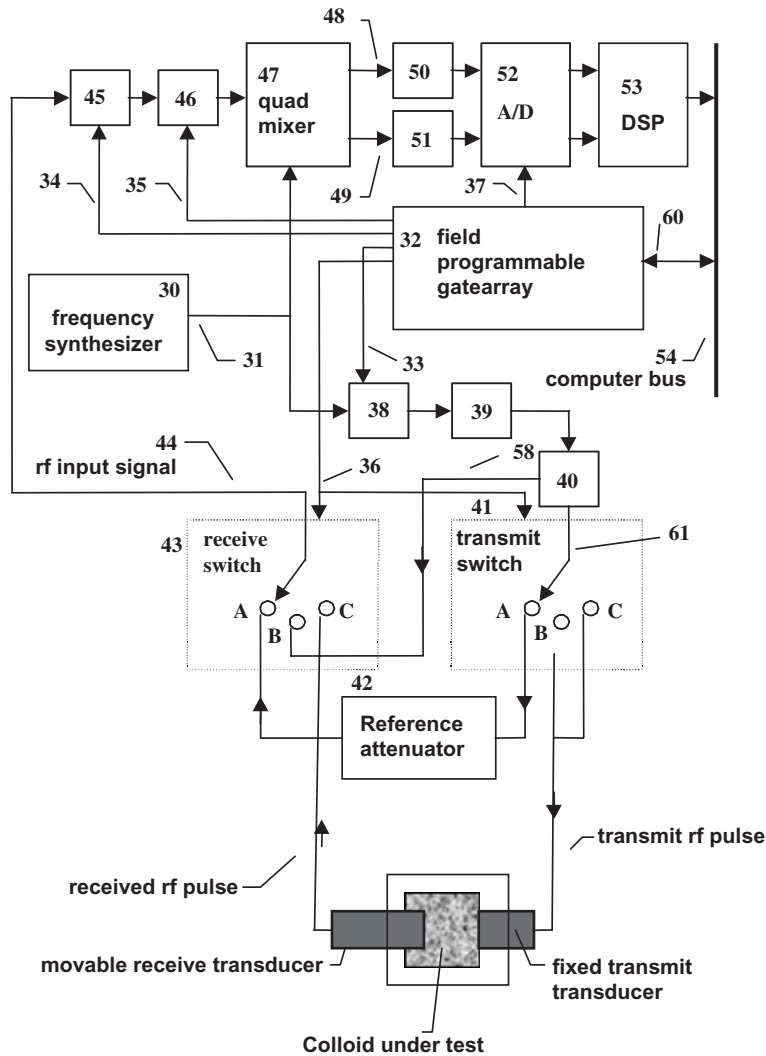 48
47
quad
mixer
50
52
A/D
53
DSP
45
46
51
34
35
49
37
32
field
programmable
gatearray
60
30
frequency
synthesizer
31
33
54
computer bus
38
39
44
rf input signal
36
58
40
41
43
receive
switch
transmit
switch
61
A
B
C
A
B
C
42
Reference
attenuator
transmit rf pulse
received rf pulse
movable receive transducer
fixed transmit
transducer
Colloid under test